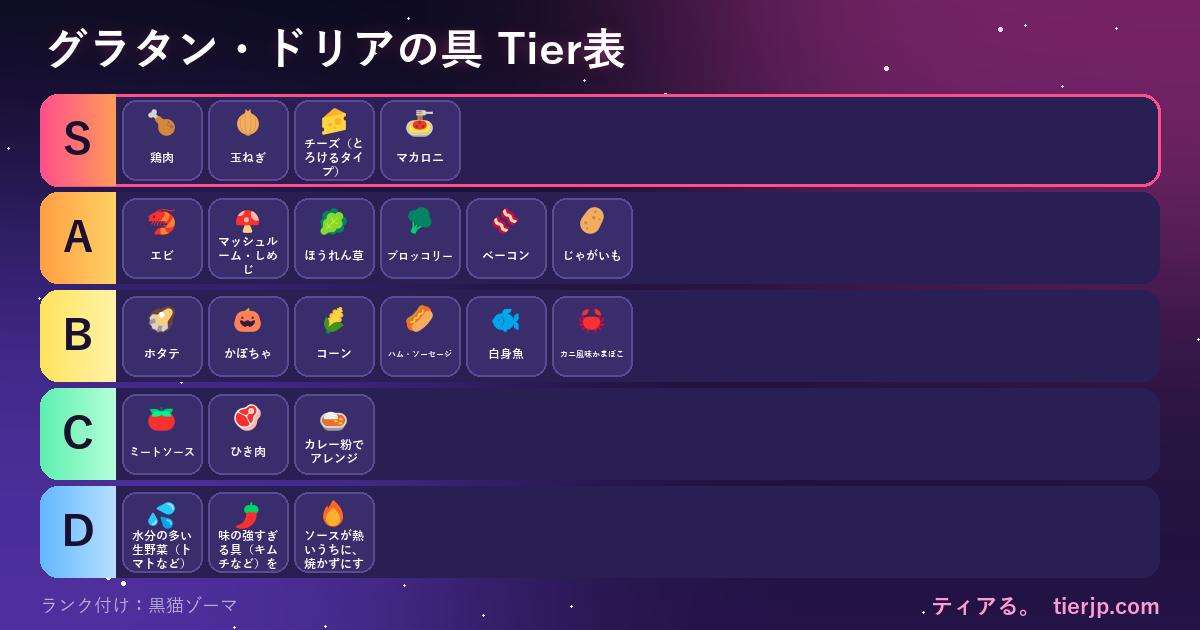 グラタン・ドリアの具 Tier表
S
鶏肉
玉ねぎ
チーズ（と
ろけるタイ
プ）
マカロニ
A
エビ
マッシュル
ーム・しめ
じ
ほうれん草
ブロッコリー
ベーコン
じゃがいも
B
ホタテ
かぼちゃ
コーン
ハム・ソーセージ
白身魚
カニ風味かまぼこ
C
ミートソース
ひき肉
カレー粉で
アレンジ
D
水分の多い
生野菜（ト
マトなど）
味の強すぎ
る具（キム
チなど）を
ソースが熱
いうちに、
焼かずにす
ランク付け：黒猫ゾーマ
ティアる。 tierjp.com